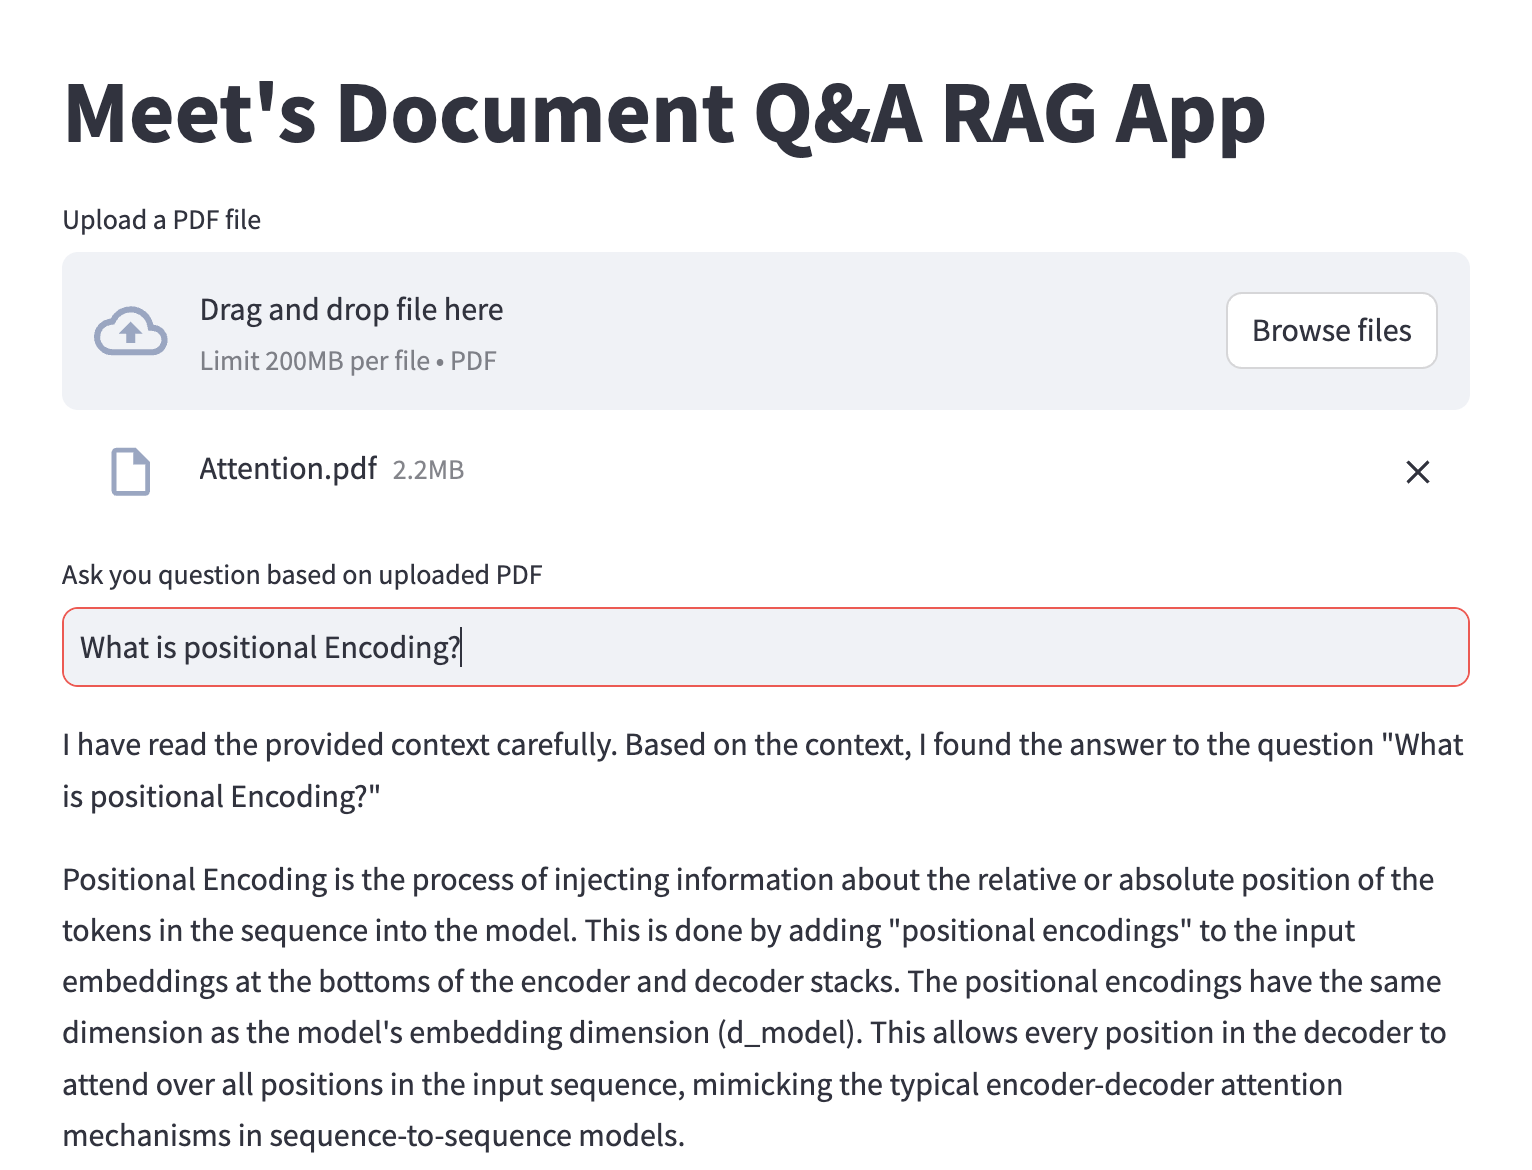 Meet's Document Q&A RAG App
Upload a PDF file
Drag and drop file here
Limit 200MB per file • PDF
Browse files
Attention.pdf 2.2MB
Ask you question based on uploaded PDF
What is positional Encoding?
I have read the provided context carefully. Based on the context, I found the answer to the question "What
is positional Encoding?"
Positional Encoding is the process of injecting information about the relative or absolute position of the
tokens in the sequence into the model. This is done by adding "positional encodings" to the input
embeddings at the bottoms of the encoder and decoder stacks. The positional encodings have the same
dimension as the model's embedding dimension (d_model). This allows every position in the decoder to
attend over all positions in the input sequence, mimicking the typical encoder-decoder attention
mechanisms in sequence-to-sequence models.